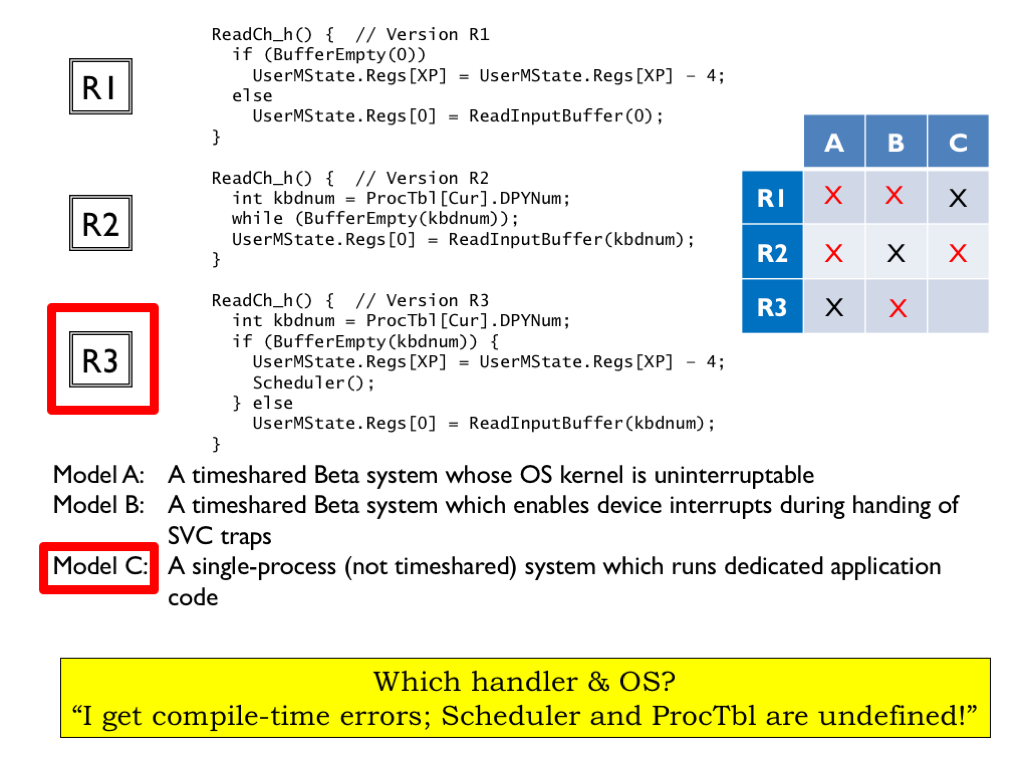 R1
ReadCh_h() {  // Version R1
  if (BufferEmpty(0))
    UserMState.Regs[XP] = UserMState.Regs[XP] - 4;
  else
    UserMState.Regs[0] = ReadInputBuffer(0);
}
R2
ReadCh_h() {  // Version R2
  int kbdnum = ProcTbl[Cur].DPYNum;
  while (BufferEmpty(kbdnum));
  UserMState.Regs[0] = ReadInputBuffer(kbdnum);
}
R3
ReadCh_h() {  // Version R3
  int kbdnum = ProcTbl[Cur].DPYNum;
  if (BufferEmpty(kbdnum)) {
    UserMState.Regs[XP] = UserMState.Regs[XP] - 4;
    Scheduler();
  } else
    UserMState.Regs[0] = ReadInputBuffer(kbdnum);
}
A B C
R1 X X X
R2 X X X
R3 X X
Model A: A timeshared Beta system whose OS kernel is uninterruptable
Model B: A timeshared Beta system which enables device interrupts during handing of
SVC traps
Model C: A single-process (not timeshared) system which runs dedicated application
code
Which handler & OS?
“I get compile-time errors; Scheduler and ProcTbl are undefined!”